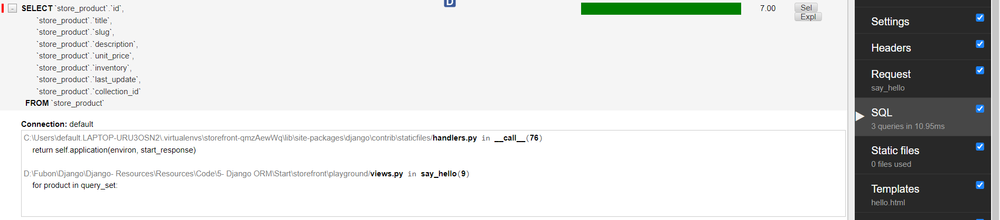 - SELECT `store_product`.`id`,
`store_product`.`title`,
`store_product`.`slug`,
`store_product`.`description`,
`store_product`.`unit_price`,
`store_product`.`inventory`,
`store_product`.`last_update`,
`store_product`.`collection_id`
FROM `store_product`
D
7.00
Sel
Expl
Connection: default
C:\Users\default.LAPTOP-URU3OSN2\.virtualenvs\storefront-qmzAewWq\lib\site-packages\django\contrib\staticfiles/handlers.py in __call__(76)
return self.application(environ, start_response)
D:\Fubon\Django\Django- Resources\Resources\Code\5- Django ORM\Start\storefront\playground/views.py in say_hello(9)
for product in query_set:
Settings
Headers
Request
say_hello
SQL
3 queries in 10.95ms
Static files
0 files used
Templates
hello.html